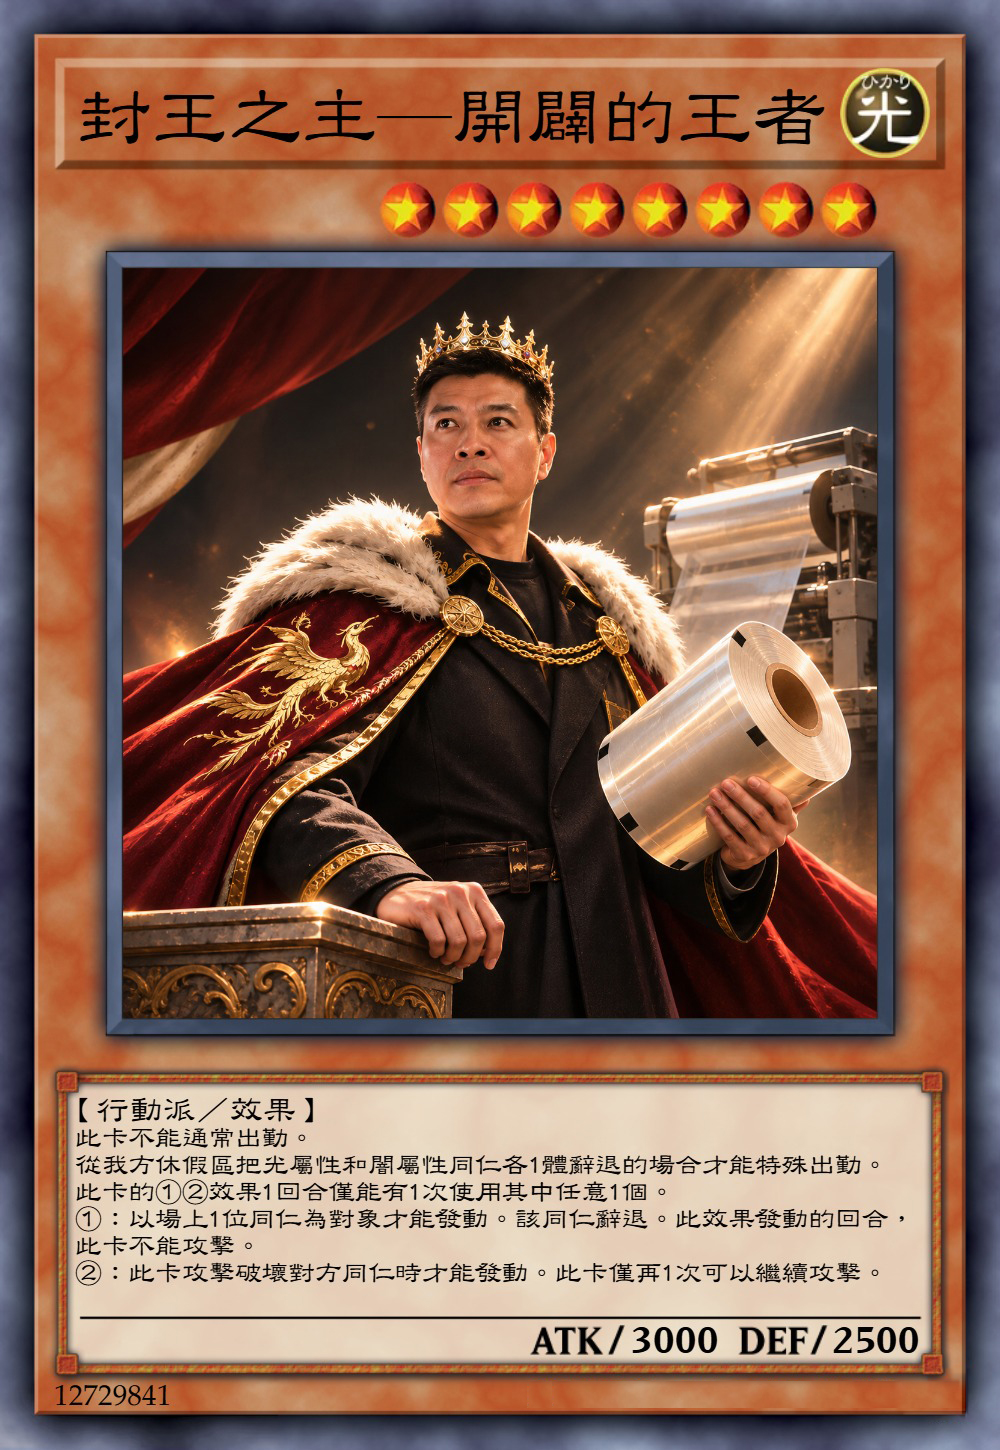 封王之主—開闢的王者
ひかり
光
【行動派／效果】
此卡不能通常出勤。
從我方休假區把光屬性和闇屬性同仁各1體辭退的場合才能特殊出勤。
此卡的①②效果1回合僅能有1次使用其中任意1個。
①：以場上1位同仁為對象才能發動。該同仁辭退。此效果發動的回合，
此卡不能攻擊。
②：此卡攻擊破壞對方同仁時才能發動。此卡僅再1次可以繼續攻擊。
ATK/3000 DEF/2500
12729841